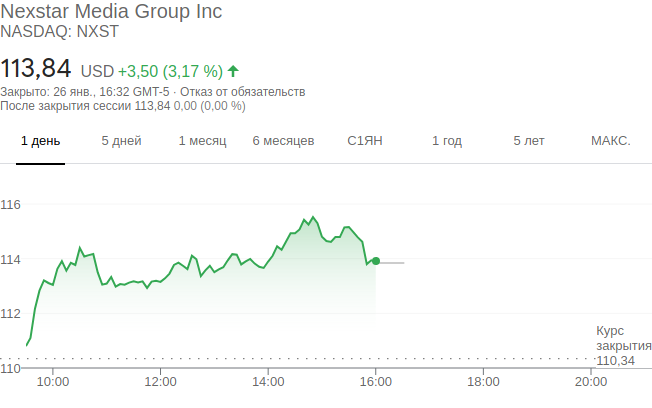 Nexstar Media Group Inc
NASDAQ: NXST
113,84 USD +3,50 (3,17 %)
Закрыто: 26 янв., 16:32 GMT-5 · Отказ от обязательств
После закрытия сессии 113,84 0,00 (0,00 %)
1 день 5 дней 1 месяц 6 месяцев С1ЯН 1 год 5 лет МАКС.
116
114
112
Курс
закрытия
110,34
110
10:00 12:00 14:00 16:00 18:00 20:00